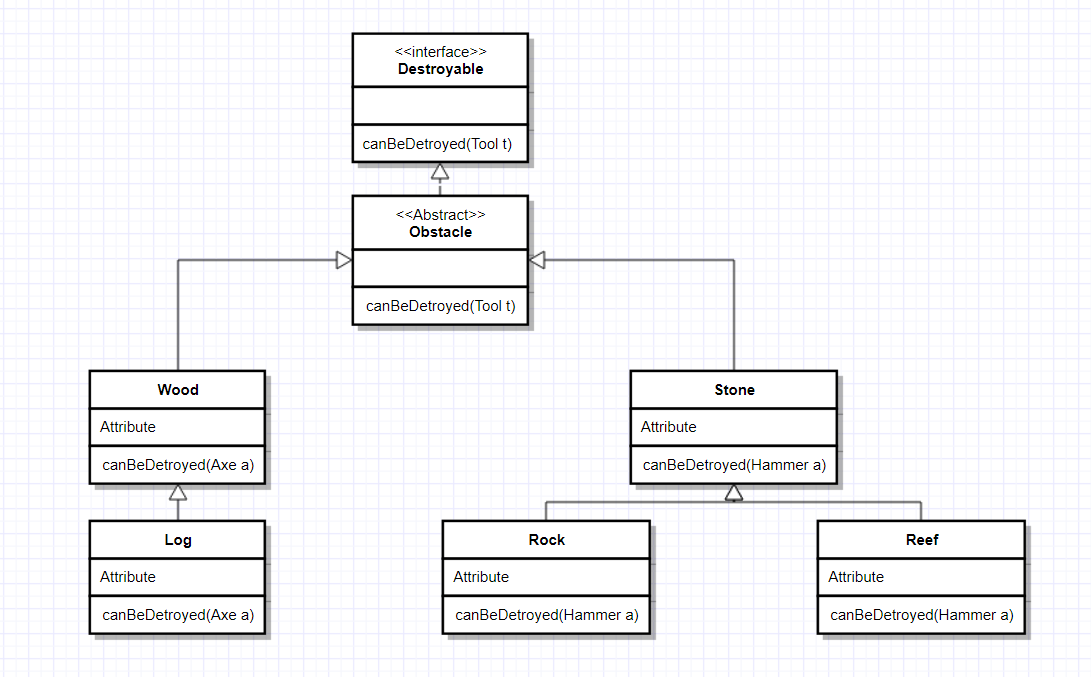 <<interface>>
Destroyable
canBeDetroyed(Tool t)
<<Abstract>>
Obstacle
canBeDetroyed(Tool t)
Wood
Attribute
canBeDetroyed(Axe a)
Stone
Attribute
canBeDetroyed(Hammer a)
Log
Attribute
canBeDetroyed(Axe a)
Rock
Attribute
canBeDetroyed(Hammer a)
Reef
Attribute
canBeDetroyed(Hammer a)